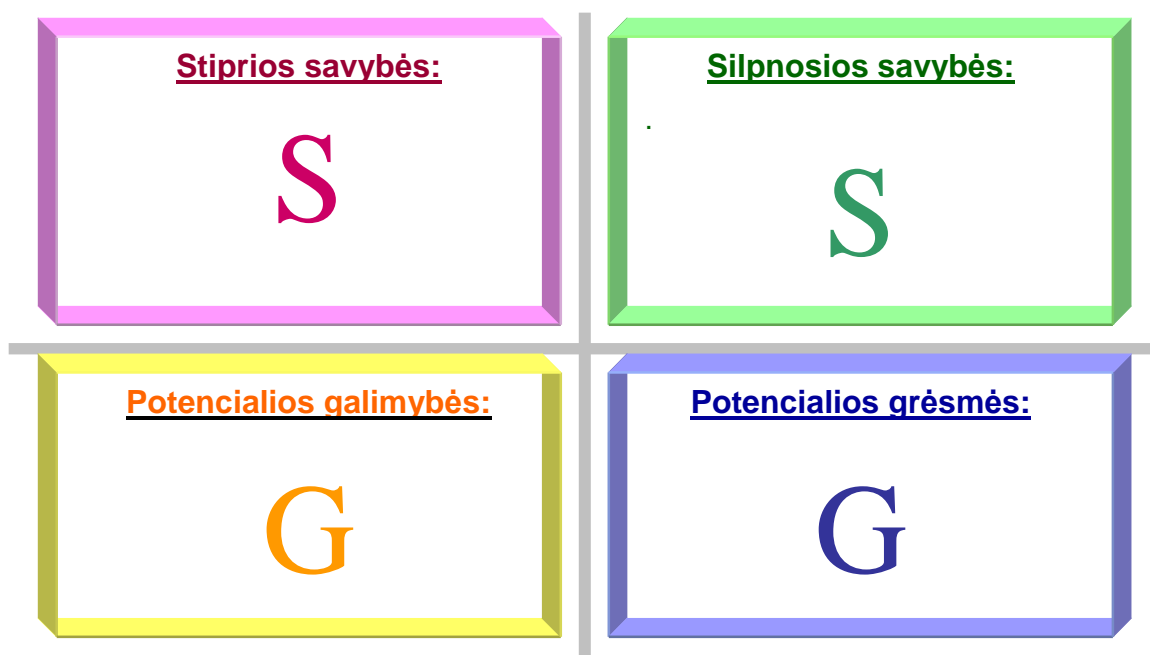 Stiprios savybės:
S
Silpnosios savybės:
.
S
Potencialios galimybės:
G
Potencialios grėsmės:
G